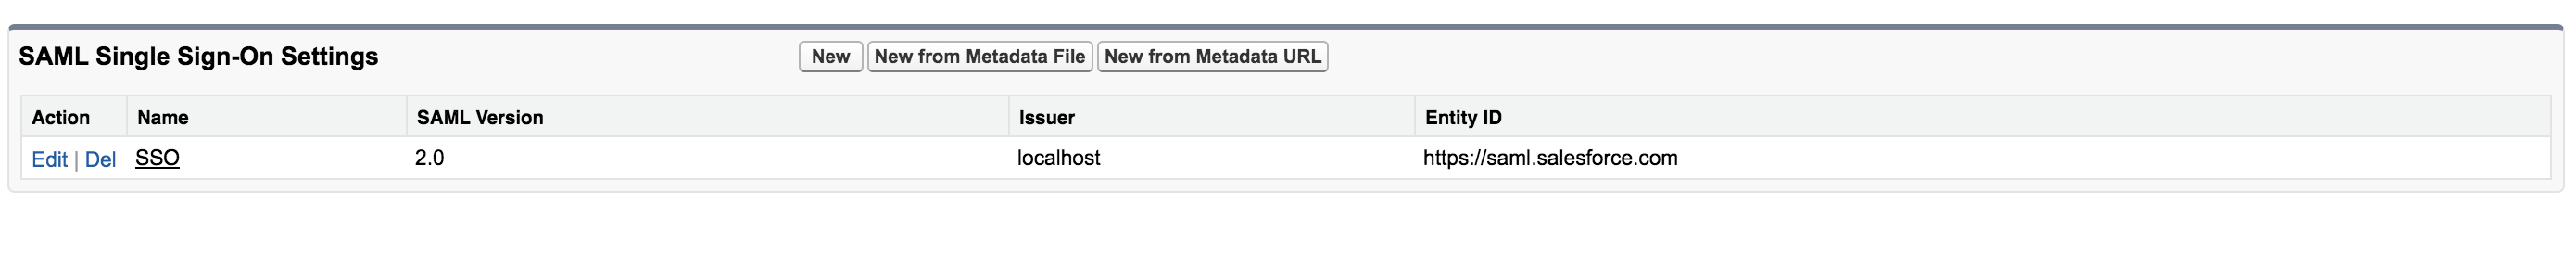 SAML Single Sign-On Settings New New from Metadata File New from Metadata URL
Action Name SAML Version Issuer Entity ID
Edit | Del SSO 2.0 localhost https://saml.salesforce.com